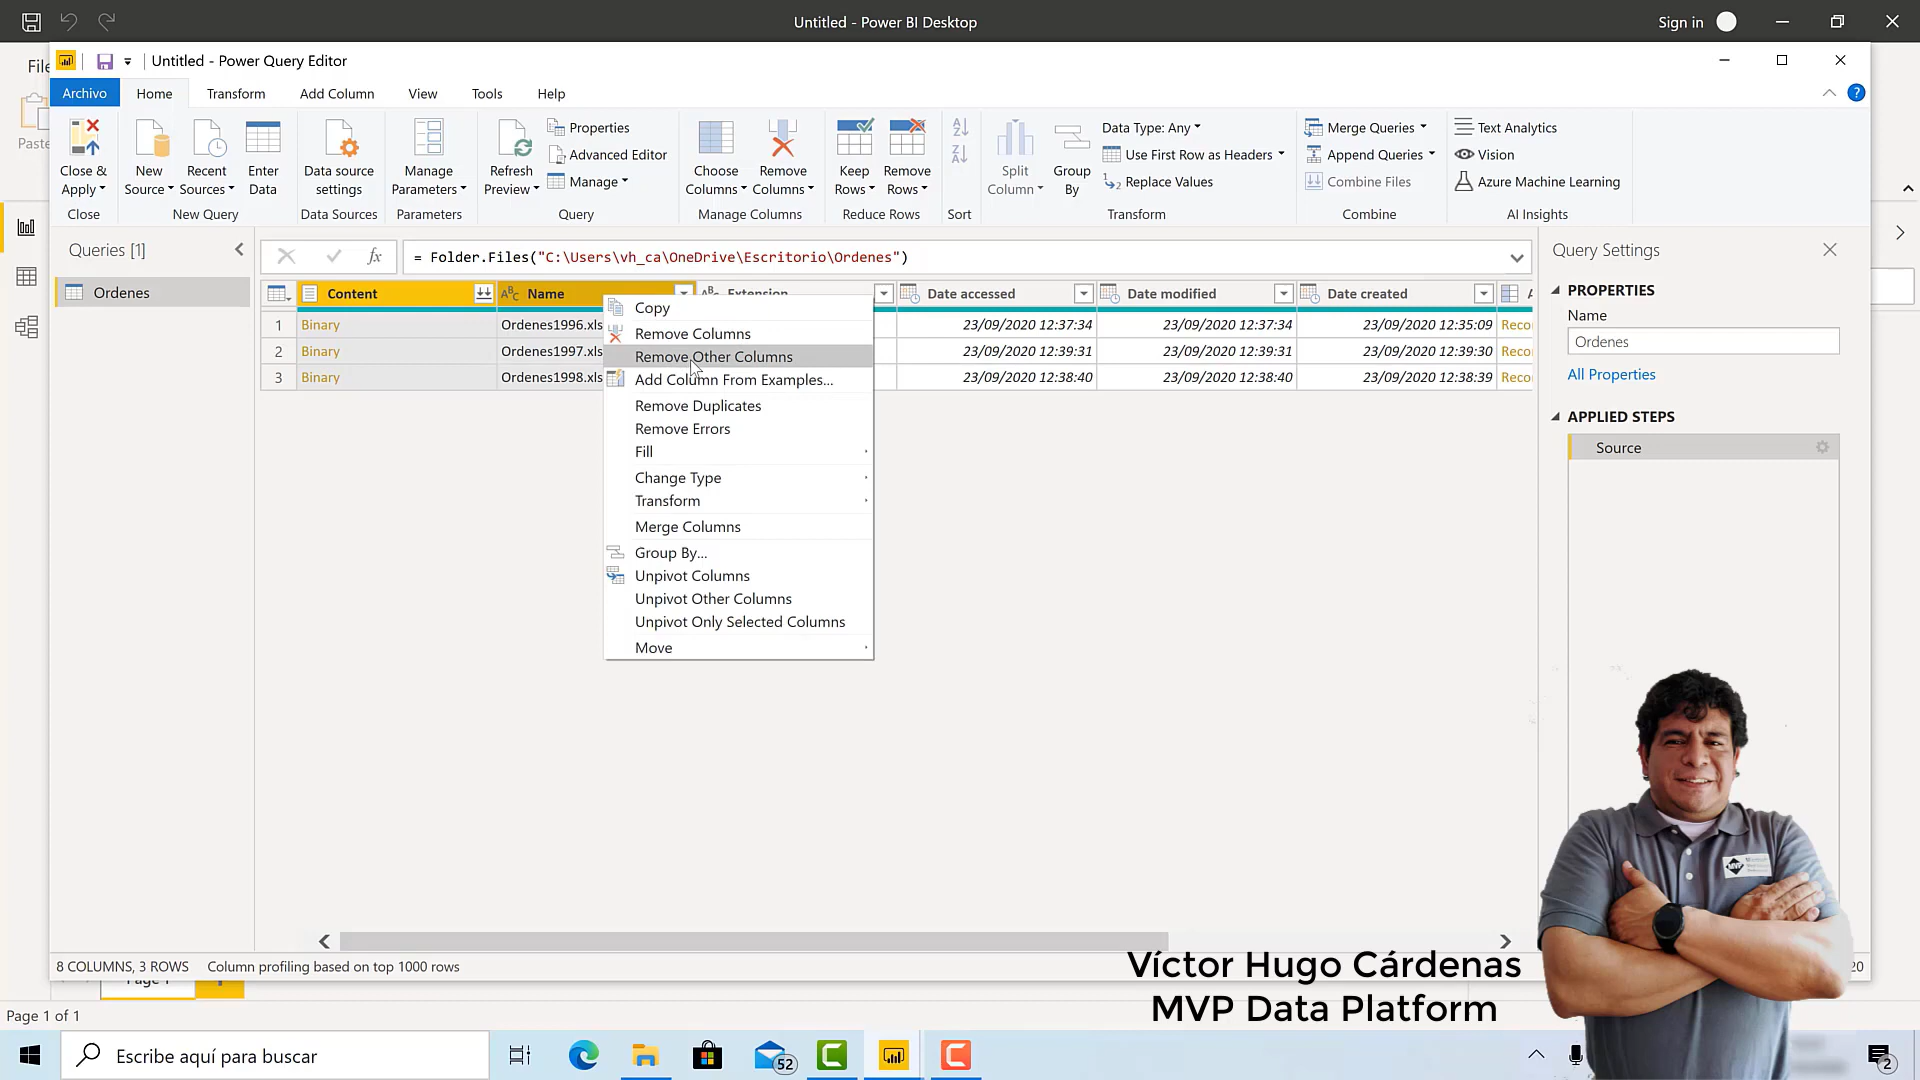 Untitled - Power BI Desktop
Sign in
Untitled - Power Query Editor
Archivo Home Transform Add Column View Tools Help
Paste
Close & Apply
Close
New Source
Recent Sources
Enter Data
New Query
Data source settings
Data Sources
Manage Parameters
Parameters
Refresh Preview
Properties
Advanced Editor
Manage
Query
Choose Columns
Remove Columns
Manage Columns
Keep Rows
Remove Rows
Reduce Rows
Sort
Split Column
Group By
Data Type: Any
Use First Row as Headers
Replace Values
Transform
Merge Queries
Append Queries
Combine Files
Combine
Text Analytics
Vision
Azure Machine Learning
AI Insights
Queries [1]
Ordenes
fx
= Folder.Files("C:\Users\vh_ca\OneDrive\Escritorio\Ordenes")
Content Name Extension Date accessed Date modified Date created
1 Binary Ordenes1996.xls 23/09/2020 12:37:34 23/09/2020 12:37:34 23/09/2020 12:35:09 Reco
2 Binary Ordenes1997.xls 23/09/2020 12:39:31 23/09/2020 12:39:31 23/09/2020 12:39:30 Reco
3 Binary Ordenes1998.xls 23/09/2020 12:38:40 23/09/2020 12:38:40 23/09/2020 12:38:39 Reco
Copy
Remove Columns
Remove Other Columns
Add Column From Examples...
Remove Duplicates
Remove Errors
Fill
Change Type
Transform
Merge Columns
Group By...
Unpivot Columns
Unpivot Other Columns
Unpivot Only Selected Columns
Move
Query Settings
PROPERTIES
Name
Ordenes
All Properties
APPLIED STEPS
Source
MVP
8 COLUMNS, 3 ROWS Column profiling based on top 1000 rows
Víctor Hugo Cárdenas
MVP Data Platform
Page 1
Page 1 of 1
Escribe aquí para buscar
52
2